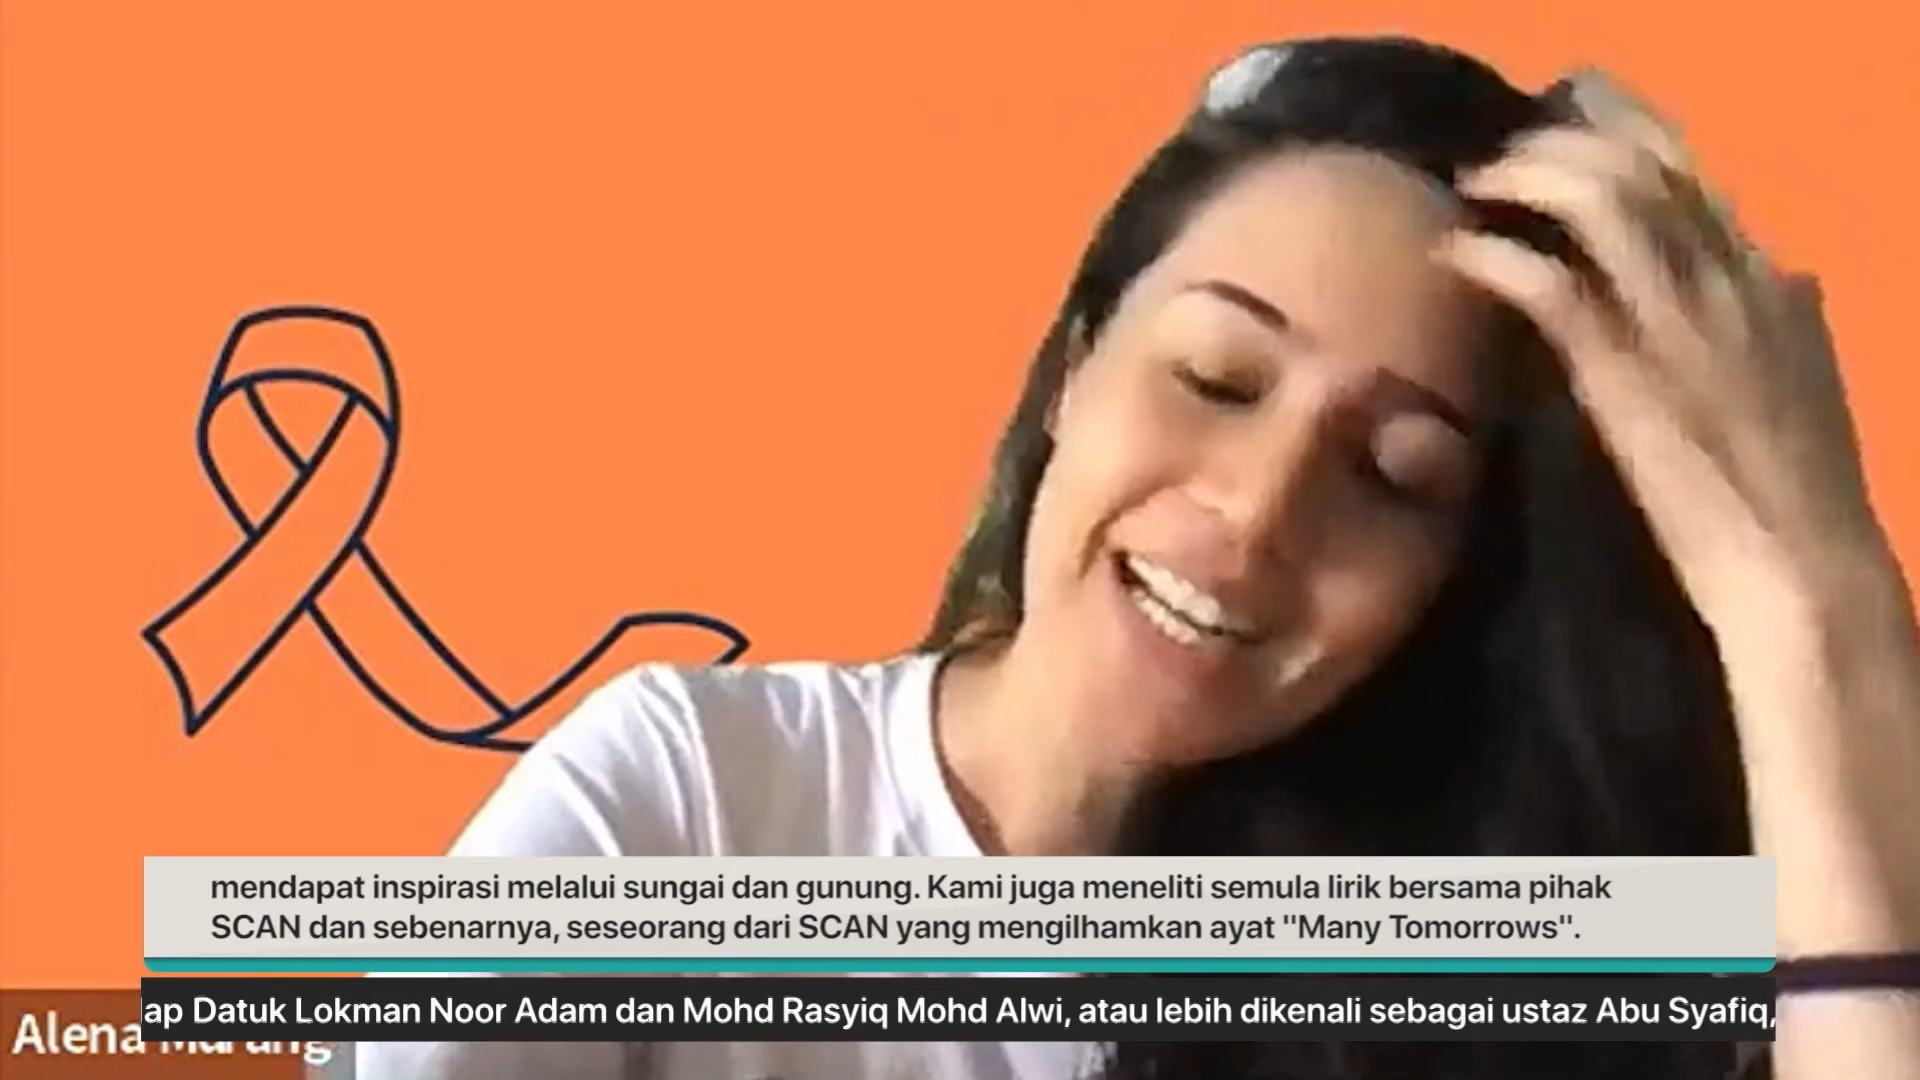 mendapat inspirasi melalui sungai dan gunung. Kami juga meneliti semula lirik bersama pihak
SCAN dan sebenarnya, seseorang dari SCAN yang mengilhamkan ayat "Many Tomorrows".
ap Datuk Lokman Noor Adam dan Mohd Rasyiq Mohd Alwi, atau lebih dikenali sebagai ustaz Abu Syafiq,
Alena